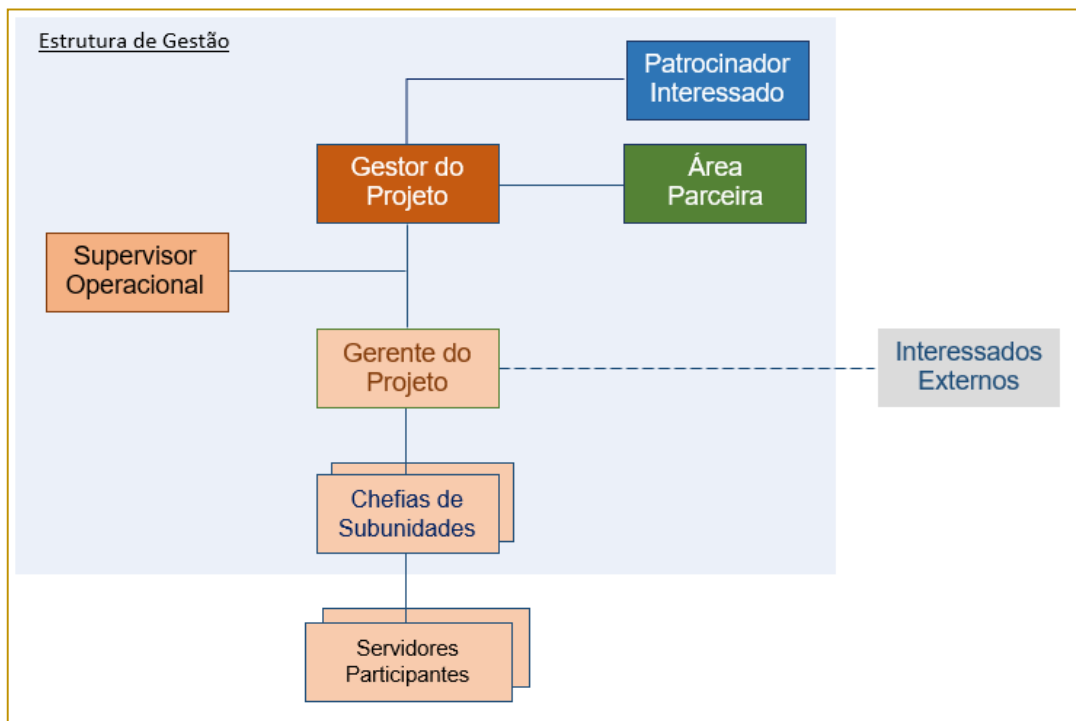 Estrutura de Gestão
Patrocinador
Interessado
Gestor do
Projeto
Área
Parceira
Supervisor
Operacional
Gerente do
Projeto
Interessados
Externos
Chefias de
Subunidades
Servidores
Participantes